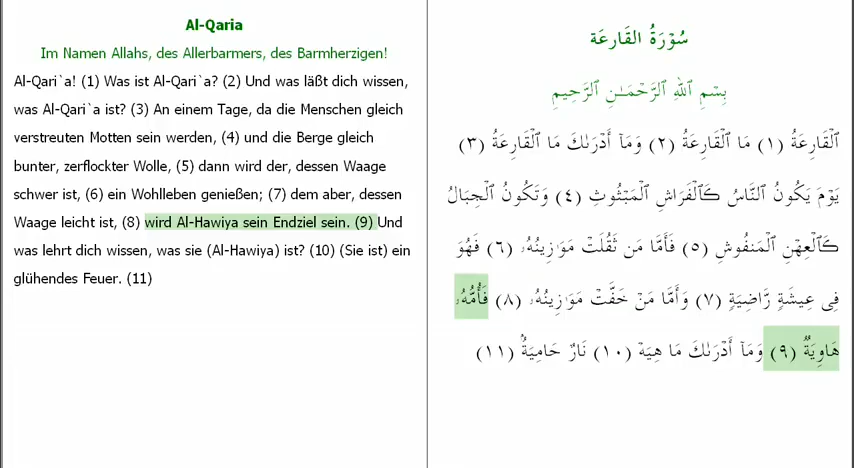 Al-Qaria
Im Namen Allahs, des Allerbarmers, des Barmherzigen!
Al-Qari`a! (1) Was ist Al-Qari`a? (2) Und was läßt dich wissen,
was Al-Qari`a ist? (3) An einem Tage, da die Menschen gleich
verstreuten Motten sein werden, (4) und die Berge gleich
bunter, zerflockter Wolle, (5) dann wird der, dessen Waage
schwer ist, (6) ein Wohlleben genießen; (7) dem aber, dessen
Waage leicht ist, (8) wird Al-Hawiya sein Endziel sein. (9) Und
was lehrt dich wissen, was sie (Al-Hawiya) ist? (10) (Sie ist) ein
glühendes Feuer. (11)
سُوۡرَةُ القَارعَة
بِسۡمِ ٱللهِ ٱلرَّحۡمَـٰنِ ٱلرَّحِيمِ
ٱلۡقَارِعَةُ (١) مَا ٱلۡقَارِعَةُ (٢) وَمَآ أَدۡرَٮٰكَ مَا ٱلۡقَارِعَةُ (٣)
يَوۡمَ يَكُونُ ٱلنَّاسُ ڪَٱلۡفَرَاشِ ٱلۡمَبۡثُوثِ (٤) وَتَكُونُ ٱلۡجِبَالُ
ڪَٱلۡعِهۡنِ ٱلۡمَنفُوشِ (٥) فَأَمَّا مَن ثَقُلَتۡ مَوَٲزِينُهُ ۥ (٦) فَهُوَ
فِى عِيشَةٍ رَّاضِيَةٍ (٧) وَأَمَّا مَنۡ خَفَّتۡ مَوَٲزِينُهُ ۥ (٨) فَأُمُّهُ ۥ
هَاوِيَةٌ (٩) وَمَآ أَدۡرَٮٰكَ مَا هِيَهۡ (١٠) نَارٌ حَامِيَةٌ (١١)